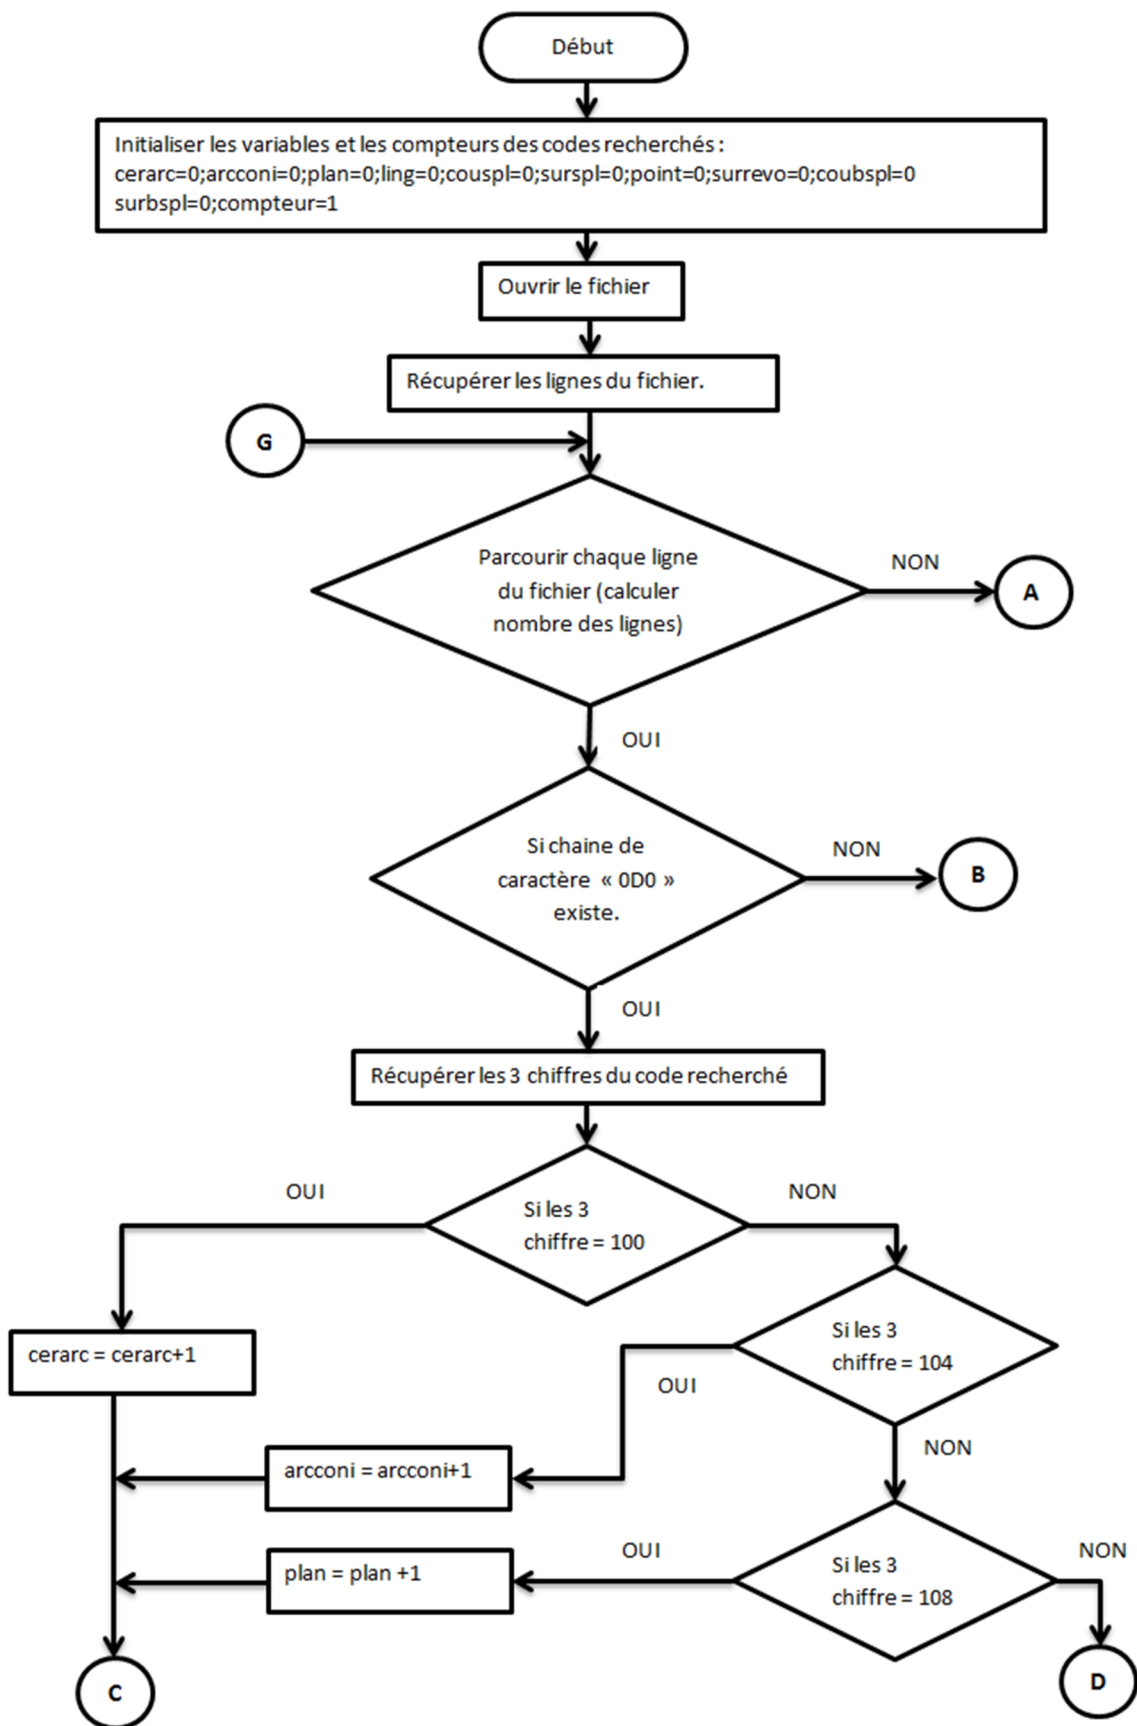 Début
Initialiser les variables et les compteurs des codes recherchés :
cerarc=0;arcconi=0;plan=0;ling=0;couspl=0;surspl=0;point=0;surrevo=0;coubspl=0
surbspl=0;compteur=1
Ouvrir le fichier
Récupérer les lignes du fichier.
G
Parcourir chaque ligne
du fichier (calculer
nombre des lignes)
NON
A
OUI
Si chaine de
caractère « 0D0 »
existe.
NON
B
OUI
Récupérer les 3 chiffres du code recherché
OUI
Si les 3
chiffre = 100
NON
cerarc = cerarc+1
Si les 3
chiffre = 104
OUI
NON
arcconi = arcconi+1
plan = plan +1
OUI
Si les 3
chiffre = 108
NON
C
D